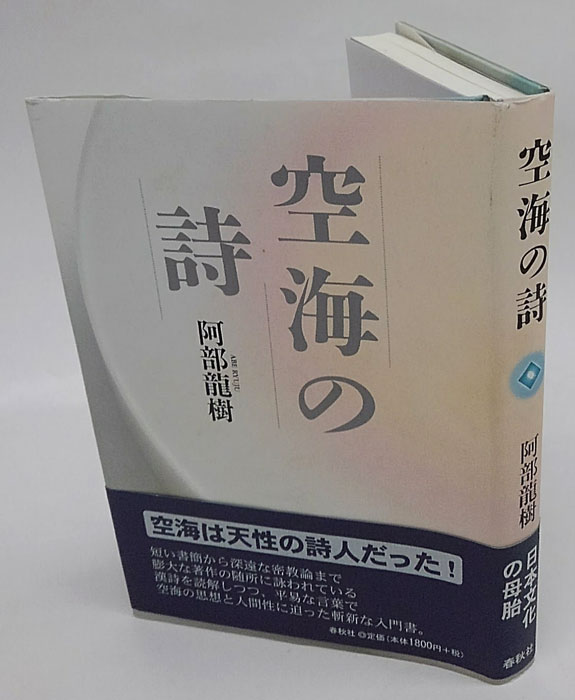 空海の
詩
阿部龍樹
ABE RYUJU
空海は天性の詩人だった!
短い書簡から深遠な密教論まで
膨大な著作の随所に詠われている
漢詩を読解しつつ、平易な言葉で
空海の思想と人間性に迫った斬新な入門書。
春秋社◎定価(本体1800円+税)
空海の詩
阿部龍樹
日本文化
の母胎
春秋社